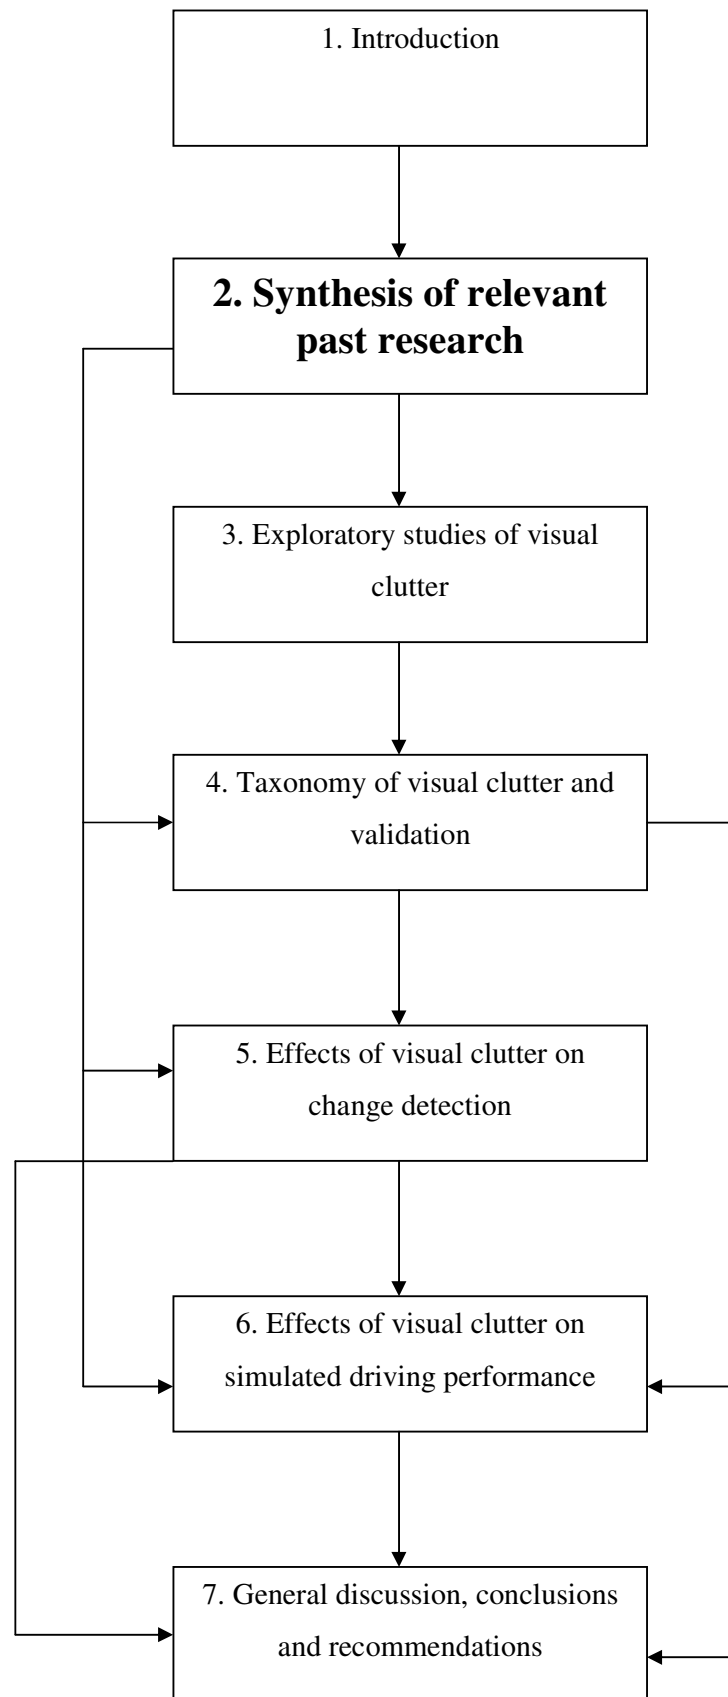 1. Introduction
2. Synthesis of relevant
past research
3. Exploratory studies of visual
clutter
4. Taxonomy of visual clutter and
validation
5. Effects of visual clutter on
change detection
6. Effects of visual clutter on
simulated driving performance
7. General discussion, conclusions
and recommendations